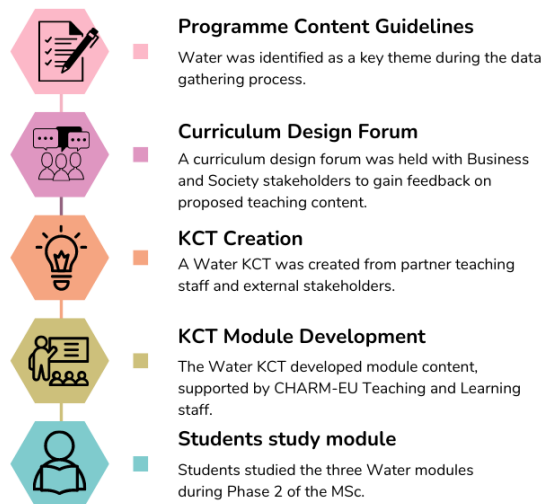 Programme Content Guidelines
Water was identified as a key theme during the data
gathering process.
Curriculum Design Forum
A curriculum design forum was held with Business
and Society stakeholders to gain feedback on
proposed teaching content.
KCT Creation
A Water KCT was created from partner teaching
staff and external stakeholders.
KCT Module Development
The Water KCT developed module content,
supported by CHARM-EU Teaching and Learning
staff.
Students study module
Students studied the three Water modules
during Phase 2 of the MSc.